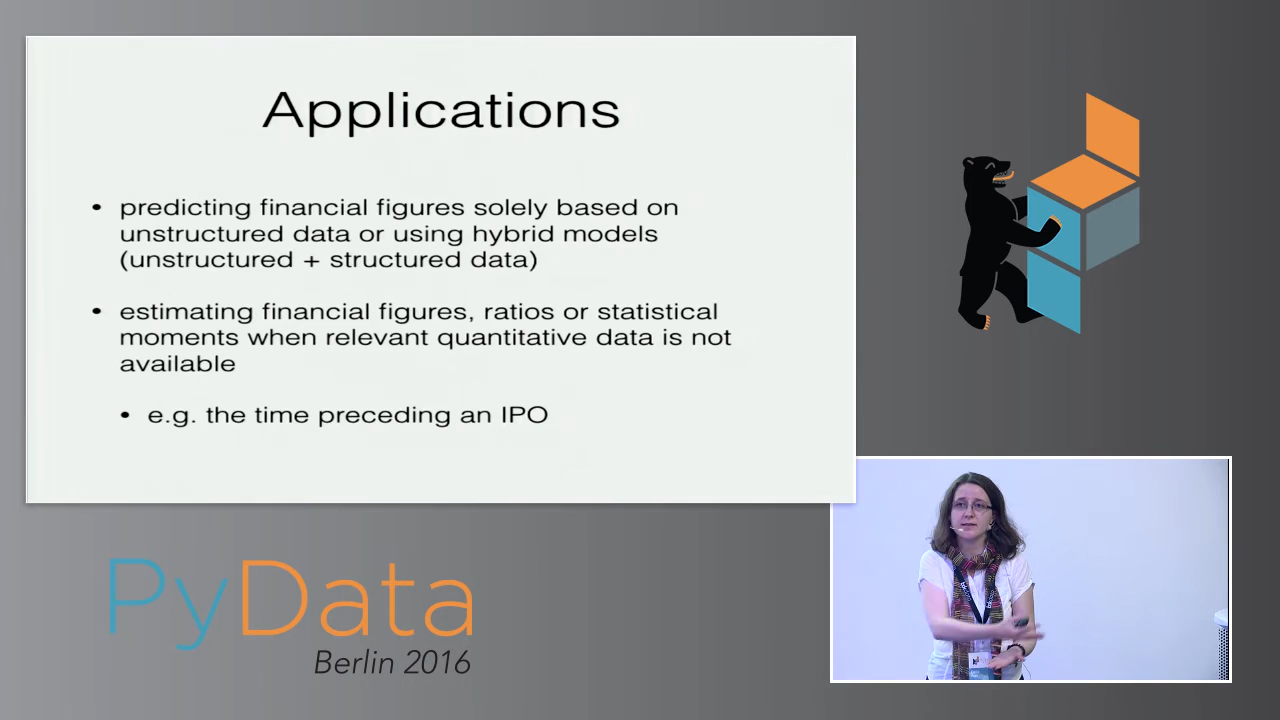 Applications
• predicting financial figures solely based on
unstructured data or using hybrid models
(unstructured + structured data)
• estimating financial figures, ratios or statistical
moments when relevant quantitative data is not
available
• e.g. the time preceding an IPO
PyData
Berlin 2016